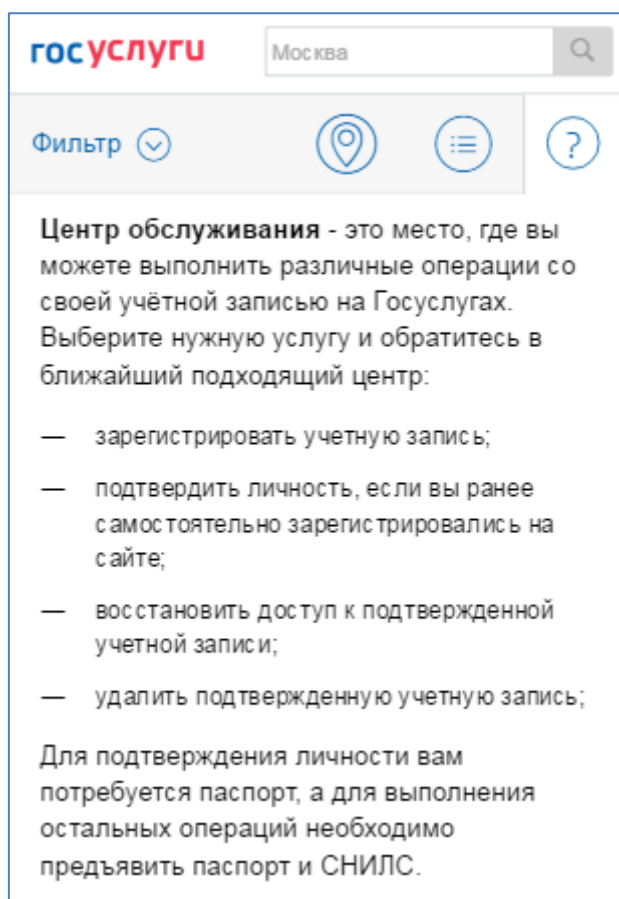 госуслуги
Москва
Фильтр
?
Центр обслуживания - это место, где вы
можете выполнить различные операции со
своей учётной записью на Госуслугах.
Выберите нужную услугу и обратитесь в
ближайший подходящий центр:
— зарегистрировать учетную запись;
— подтвердить личность, если вы ранее
самостоятельно зарегистрировались на
сайте;
— восстановить доступ к подтвержденной
учетной записи;
— удалить подтвержденную учетную запись;
Для подтверждения личности вам
потребуется паспорт, а для выполнения
остальных операций необходимо
предъявить паспорт и СНИЛС.